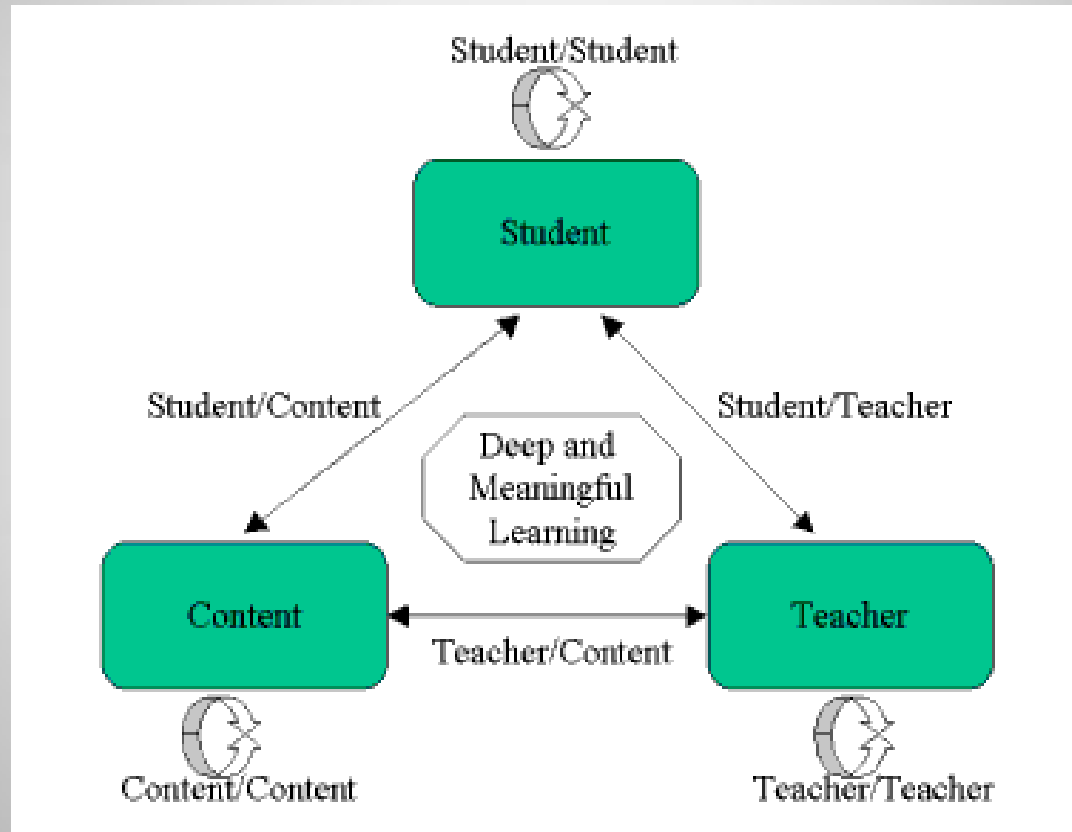 Student/Student
Student
Student/Content
Student/Teacher
Deep and
Meaningful
Learning
Content
Teacher
Teacher/Content
Content/Content
Teacher/Teacher